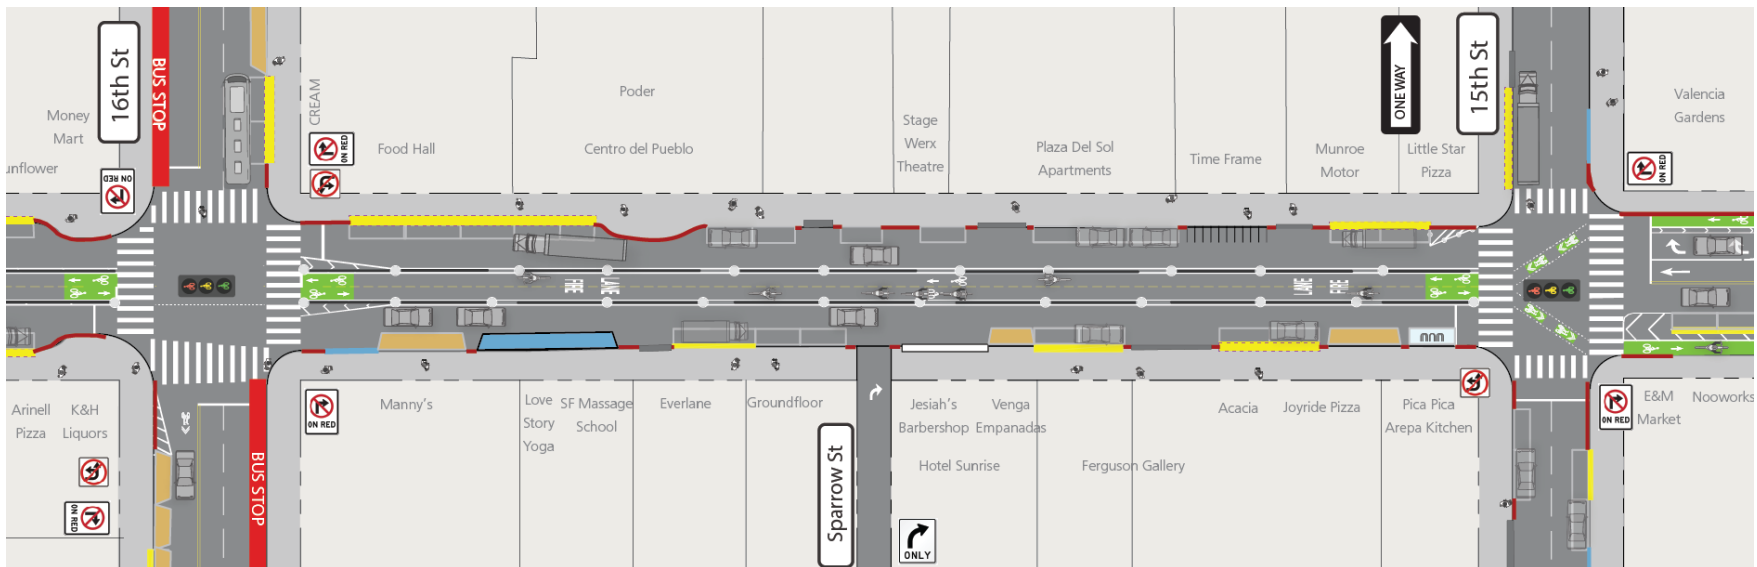 16th St
BUS STOP
Money
Mart
unflower
ON RED
CREAM
ON RED
Food Hall
Poder
Centro del Pueblo
Stage
Werx
Theatre
Plaza Del Sol
Apartments
Time Frame
Munroe
Motor
Little Star
Pizza
ONE WAY
15th St
Valencia
Gardens
ON RED
FIRE
LANE
LANE
FIRE
Arinell
Pizza
K&H
Liquors
ON RED
BUS STOP
ON RED
Manny's
Love
Story
Yoga
SF Massage
School
Everlane
Groundfloor
Sparrow St
ONLY
Jesiah's
Barbershop
Venga
Empanadas
Hotel Sunrise
Ferguson Gallery
Acacia
Joyride Pizza
Pica Pica
Arepa Kitchen
ON RED
E&M
Market
Nooworks